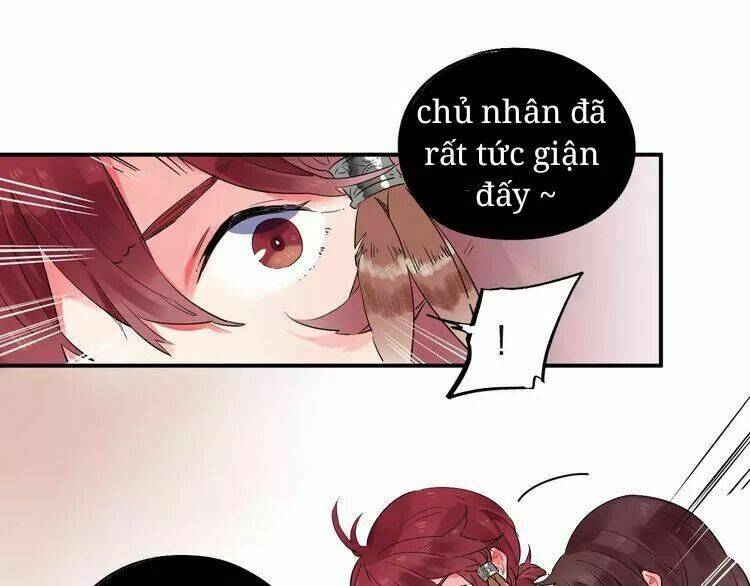 chủ nhân đã
rất tức giận
đấy ~
!